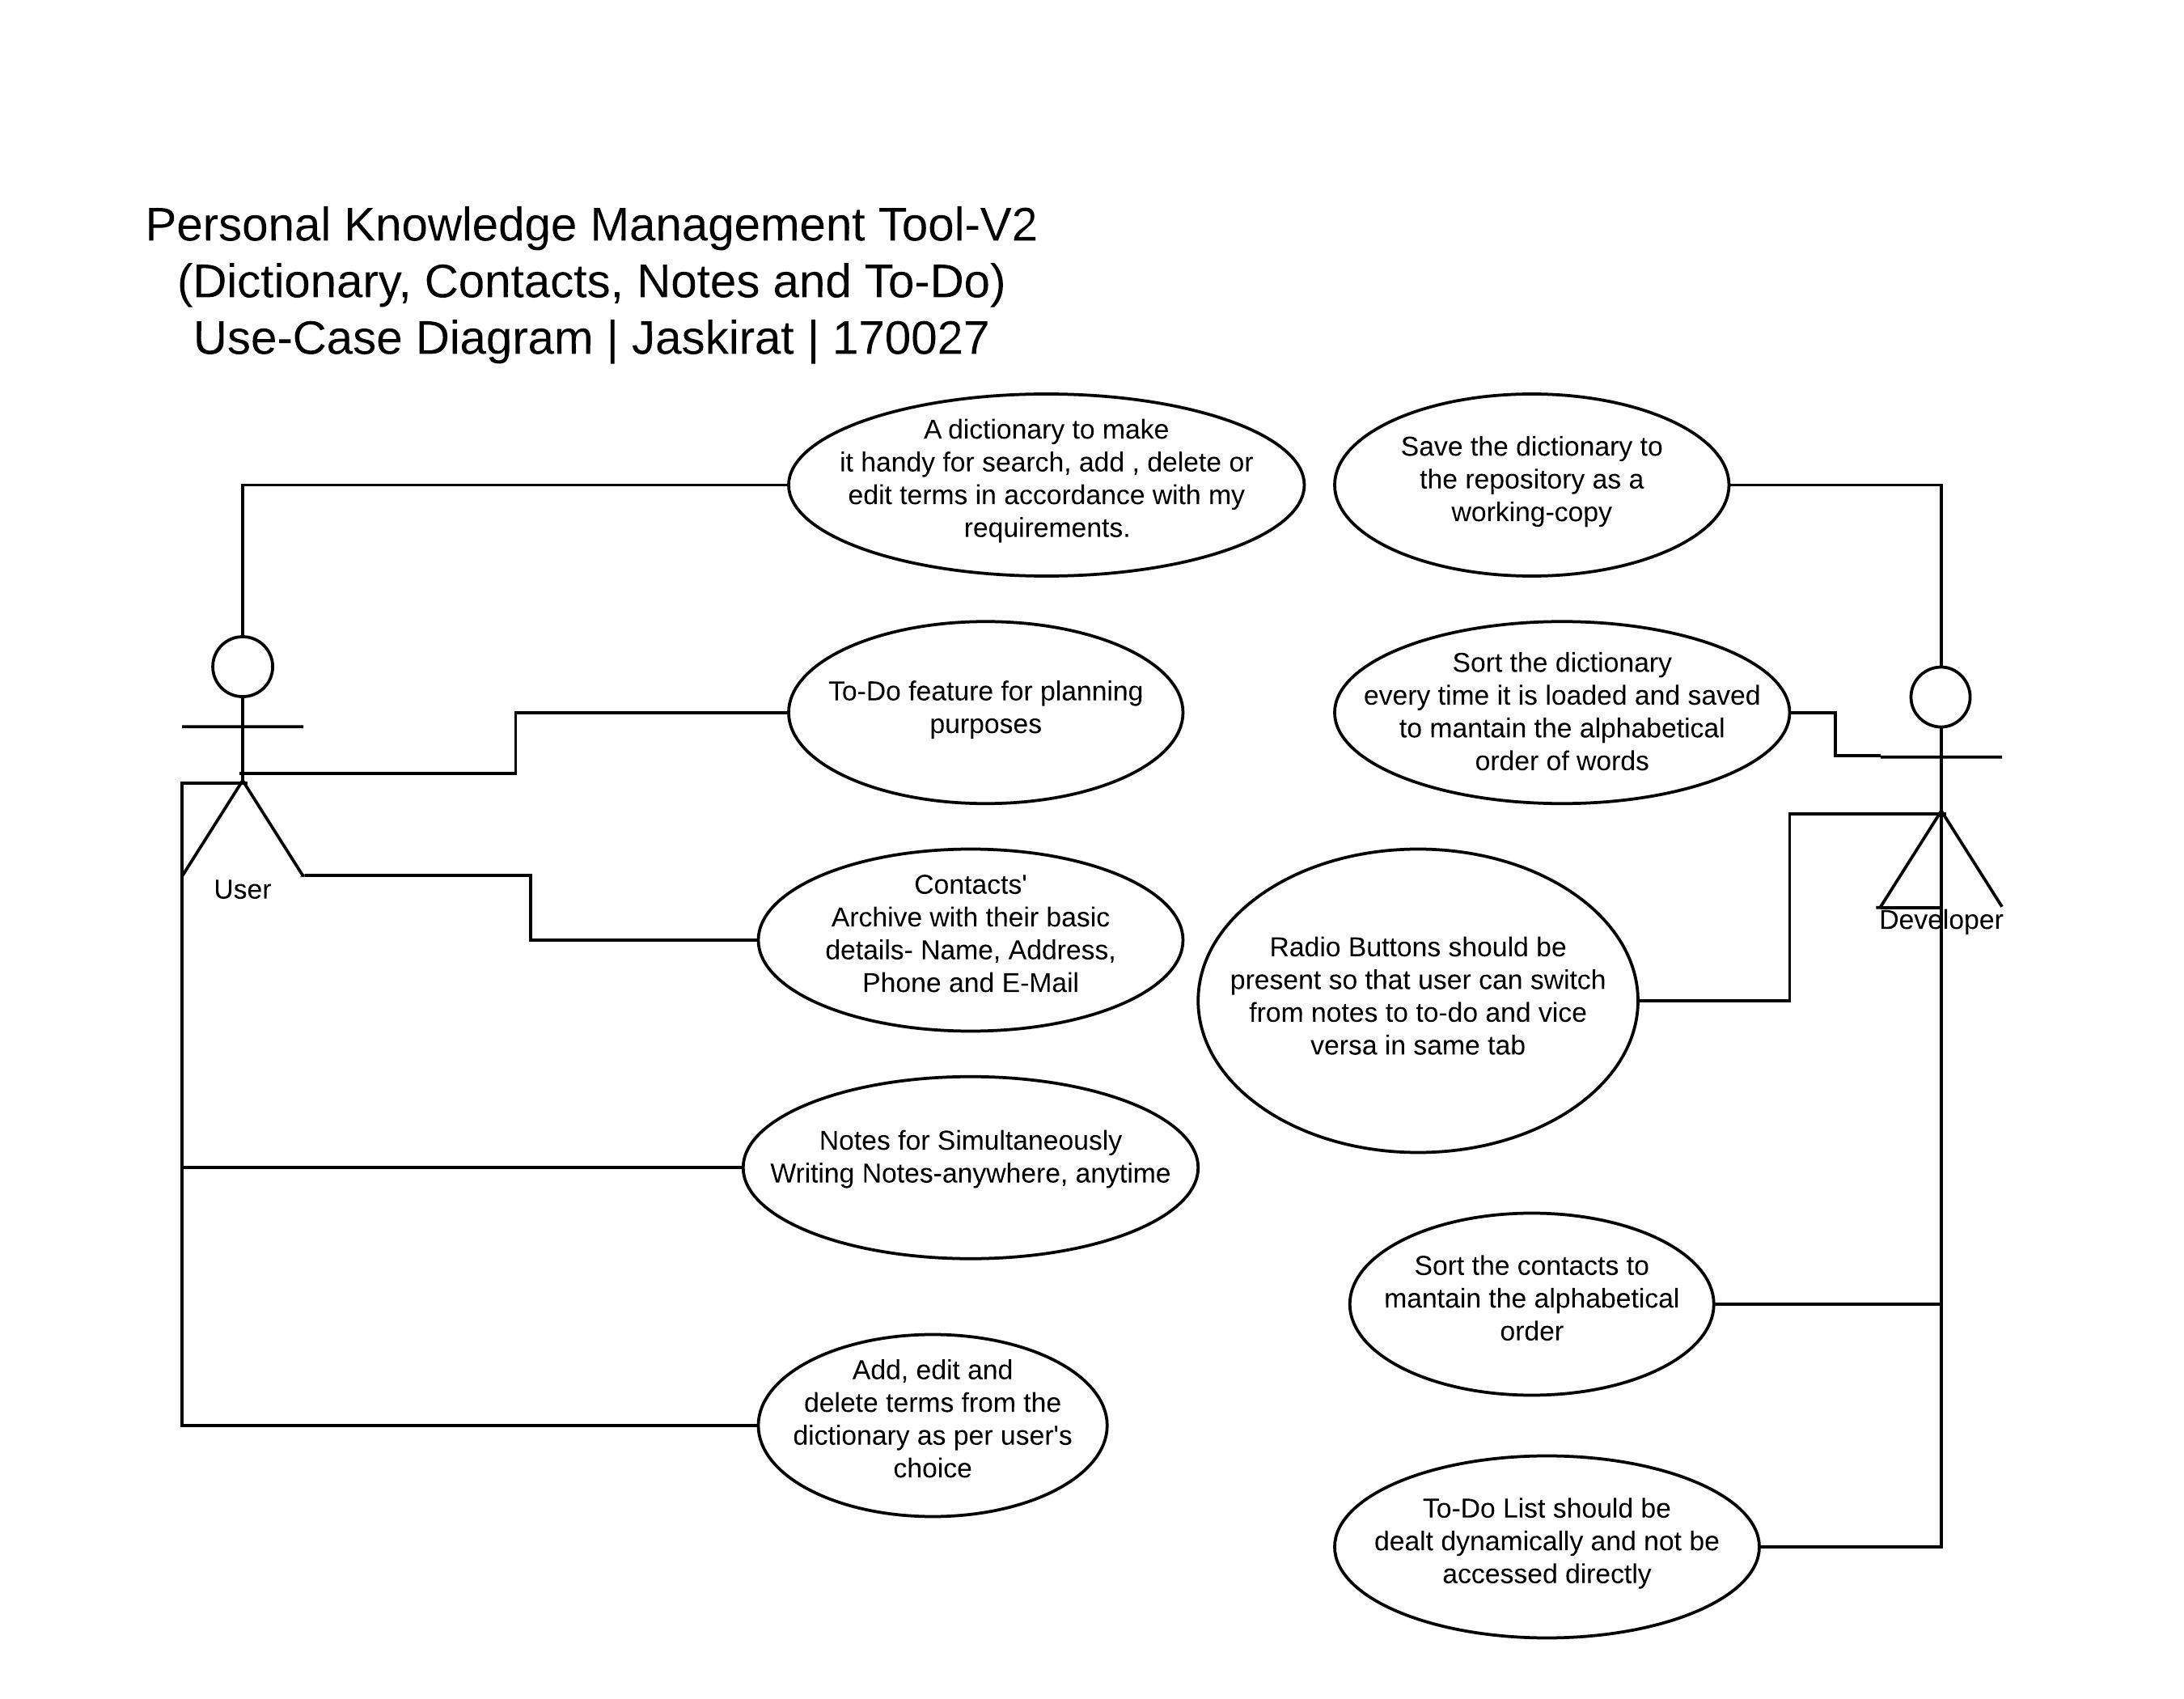 Personal Knowledge Management Tool-V2
(Dictionary, Contacts, Notes and To-Do)
Use-Case Diagram | Jaskirat | 170027
A dictionary to make
it handy for search, add , delete or
edit terms in accordance with my
requirements.
Save the dictionary to
the repository as a
working-copy
To-Do feature for planning
purposes
Sort the dictionary
every time it is loaded and saved
to mantain the alphabetical
order of words
User
Contacts'
Archive with their basic
details- Name, Address,
Phone and E-Mail
Developer
Radio Buttons should be
present so that user can switch
from notes to to-do and vice
versa in same tab
Notes for Simultaneously
Writing Notes-anywhere, anytime
Sort the contacts to
mantain the alphabetical
order
Add, edit and
delete terms from the
dictionary as per user's
choice
To-Do List should be
dealt dynamically and not be
accessed directly